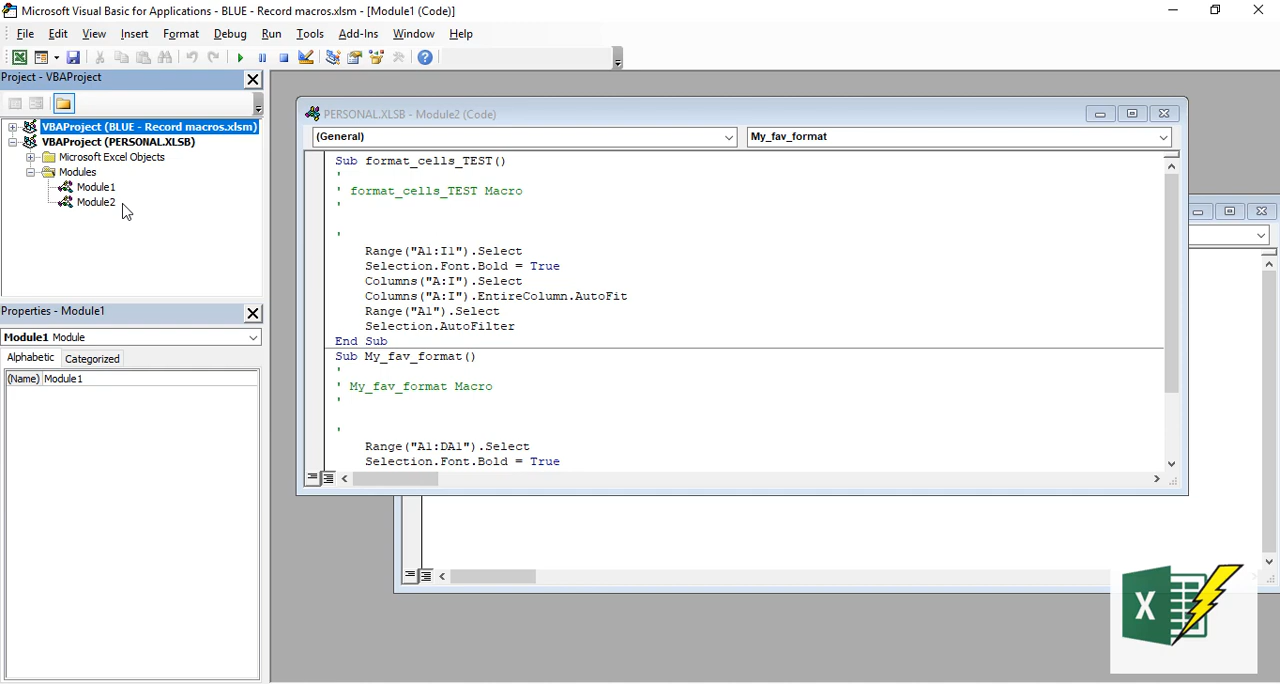 Microsoft Visual Basic for Applications - BLUE - Record macros.xlsm - [Module1 (Code)]
File Edit View Insert Format Debug Run Tools Add-Ins Window Help
Project - VBAProject
VBAProject (BLUE - Record macros.xlsm)
VBAProject (PERSONAL.XLSB)
Microsoft Excel Objects
Modules
Module1
Module2
Properties - Module1
Module1 Module
Alphabetic Categorized
(Name) Module1
PERSONAL.XLSB - Module2 (Code)
(General) My_fav_format
Sub format_cells_TEST()
'
' format_cells_TEST Macro
'
'
Range("A1:I1").Select
Selection.Font.Bold = True
Columns("A:I").Select
Columns("A:I").EntireColumn.AutoFit
Range("A1").Select
Selection.AutoFilter
End Sub
Sub My_fav_format()
'
' My_fav_format Macro
'
'
Range("A1:DA1").Select
Selection.Font.Bold = True
X